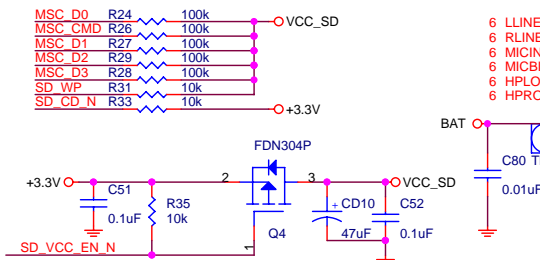 MSC_D0 R24 100k VCC_SD
MSC_CMD R26 100k
MSC_D1 R27 100k
MSC_D2 R29 100k
MSC_D3 R28 100k
SD_WP R31 10k
SD_CD_N R33 10k +3.3V
6 LLINE
6 RLINE
6 MICIN
6 MICBI
6 HPLO
6 HPRO
BAT
C80
0.01uF
FDN304P
+3.3V 2 3 VCC_SD
C51
0.1uF
R35
10k
Q4
1
+ CD10
47uF
C52
0.1uF
SD_VCC_EN_N